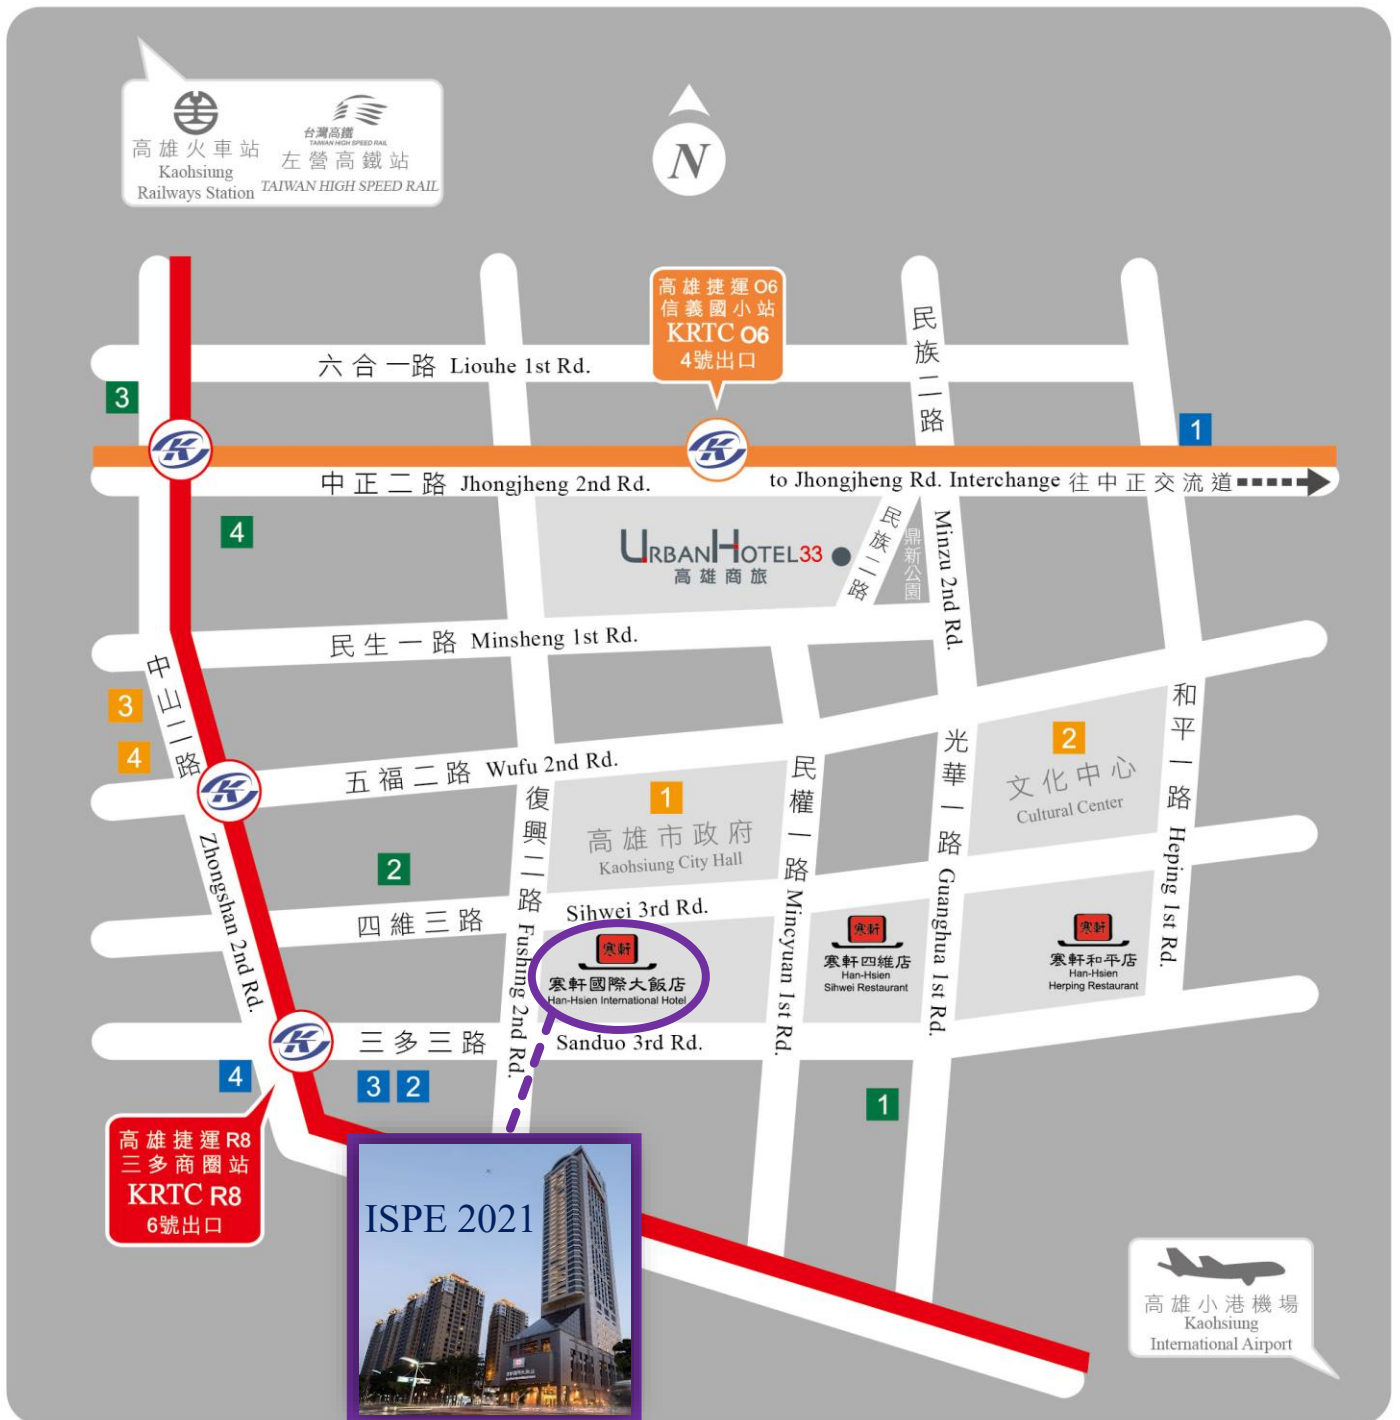 高雄火車站
Kaohsiung
Railways Station
台灣高鐵
TAIWAN HIGH SPEED RAIL
左營高鐵站
TAIWAN HIGH SPEED RAIL
N
高雄捷運O6
信義國小站
KRTC O6
4號出口
民族二路
六合一路 Liouhe 1st Rd.
3
1
中正二路 Jhongjheng 2nd Rd.
to Jhongjheng Rd. Interchange 往中正交流道
4
URBANHOTEL33
高雄商旅
民族二路
鼎新公園
Minzu 2nd Rd.
民生一路 Minsheng 1st Rd.
中山二路
Zhongshan 2nd Rd.
3
4
和平一路 Heping 1st Rd.
五福二路 Wufu 2nd Rd.
復興二路 Fushing 2nd Rd.
1
高雄市政府
Kaohsiung City Hall
民權一路 Mincyuan 1st Rd.
光華一路 Guanghua 1st Rd.
2
文化中心
Cultural Center
2
四維三路 Sihwei 3rd Rd.
寒軒
寒軒國際大飯店
Han-Hsien International Hotel
寒軒
寒軒四維店
Han-Hsien
Sihwei Restaurant
寒軒
寒軒和平店
Han-Hsien
Herping Restaurant
三多三路 Sanduo 3rd Rd.
4
3 2
1
高雄捷運R8
三多商圈站
KRTC R8
6號出口
ISPE 2021
高雄小港機場
Kaohsiung
International Airport